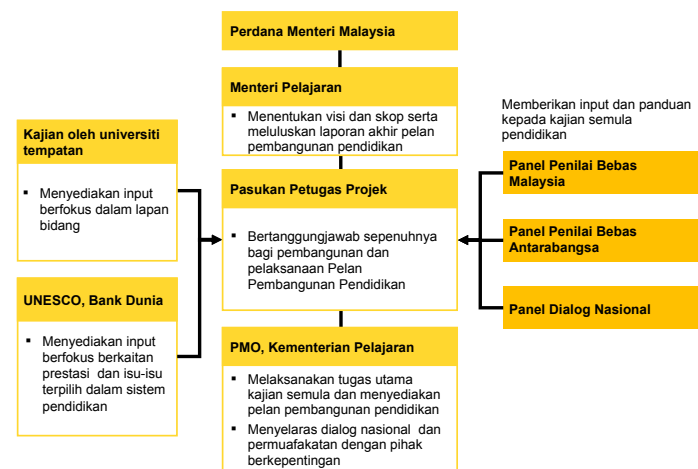 Perdana Menteri Malaysia
Menteri Pelajaran
▪ Menentukan visi dan skop serta
meluluskan laporan akhir pelan
pembangunan pendidikan
Kajian oleh universiti
tempatan
▪ Menyediakan input
berfokus dalam lapan
bidang
UNESCO, Bank Dunia
▪ Menyediakan input
berfokus berkaitan
prestasi dan isu-isu
terpilih dalam sistem
pendidikan
Pasukan Petugas Projek
▪ Bertanggungjawab sepenuhnya
bagi pembangunan dan
pelaksanaan Pelan
Pembangunan Pendidikan
PMO, Kementerian Pelajaran
▪ Melaksanakan tugas utama
kajian semula dan menyediakan
pelan pembangunan pendidikan
▪ Menyelaras dialog nasional dan
permuafakatan dengan pihak
berkepentingan
Memberikan input dan panduan
kepada kajian semula
pendidikan
Panel Penilai Bebas
Malaysia
Panel Penilai Bebas
Antarabangsa
Panel Dialog Nasional